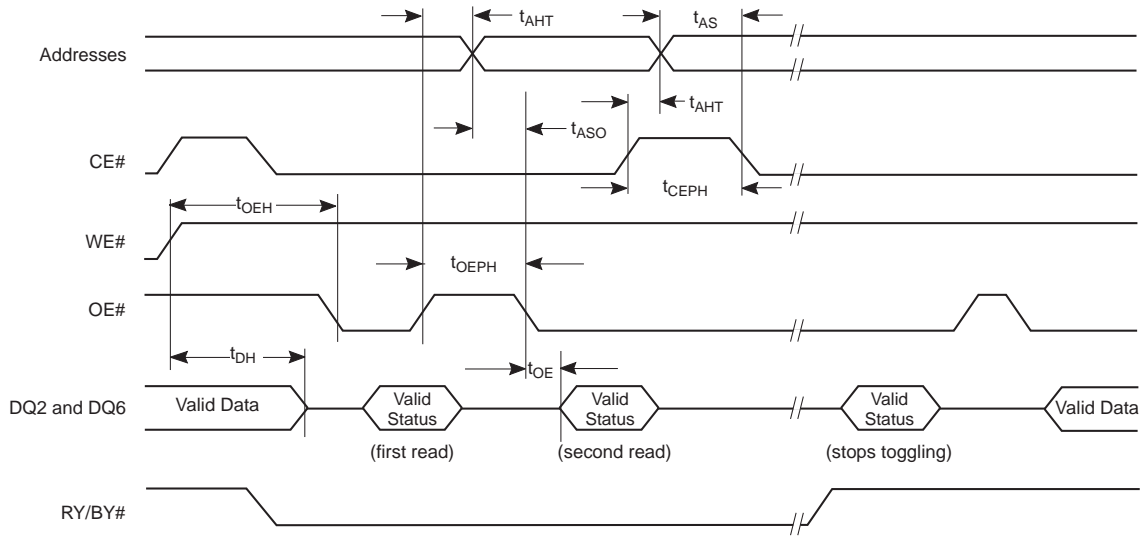 tAHT
tAS
Addresses
tAHT
tASO
CE#
tCEPH
tOEH
WE#
tOEPH
OE#
tDH
tOE
DQ2 and DQ6
Valid Data
Valid
Status
Valid
Status
Valid
Status
Valid Data
(first read)
(second read)
(stops toggling)
RY/BY#